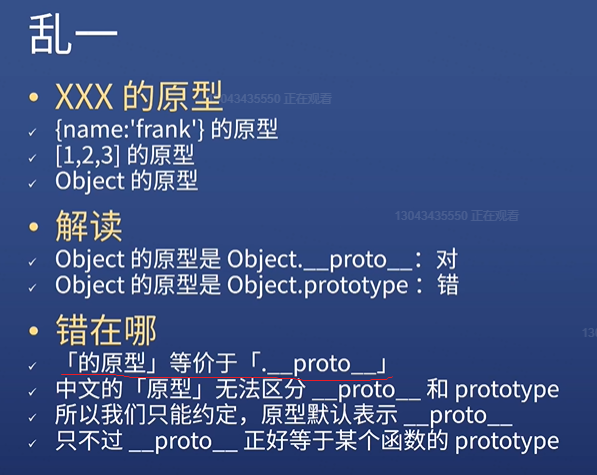 乱一
• XXX 的原型
13043435550 正在观看
✓ {name:'frank'} 的原型
✓ [1,2,3] 的原型
✓ Object 的原型
13043435550 正在观看
• 解读
✓ Object 的原型是 Object.__proto__： 对
✓ Object 的原型是 Object.prototype： 错
• 错在哪
13
✓ 「的原型」等价于「.__proto__」
✓ 中文的「原型」无法区分 __proto__ 和 prototype
✓ 所以我们只能约定，原型默认表示 __proto__
✓ 只不过 __proto__ 正好等于某个函数的 prototype